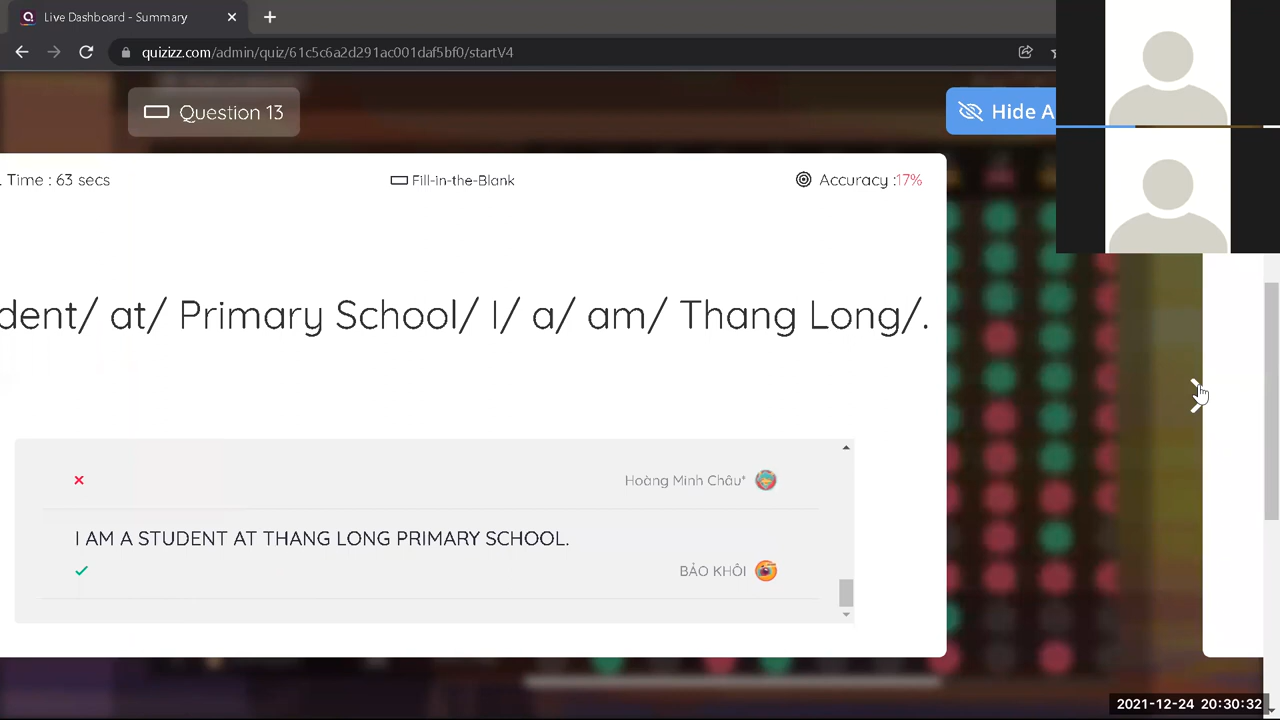 Live Dashboard - Summary
quizizz.com/admin/quiz/61c5c6a2d291ac001daf5bf0/startV4
Question 13
Hide A
. Time : 63 secs
Fill-in-the-Blank
Accuracy :17%
dent/ at/ Primary School/ I/ a/ am/ Thang Long/.
Hoàng Minh Châu*
I AM A STUDENT AT THANG LONG PRIMARY SCHOOL.
BẢO KHÔI
2021-12-24 20:30:32